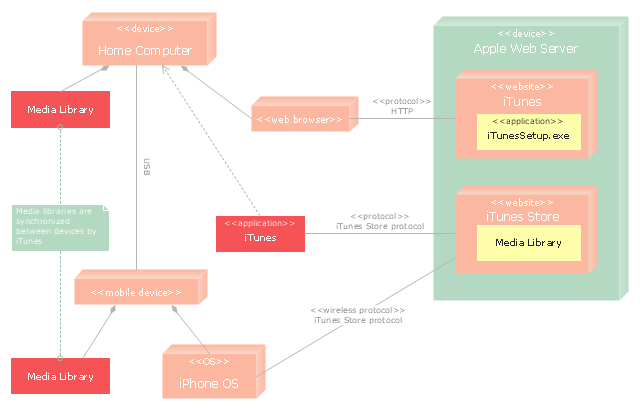 <<device>>
Home Computer
<<device>>
Apple Web Server
<<website>>
iTunes
<<application>>
iTunesSetup.exe
Media Library
<<web browser>>
<<protocol>>
HTTP
USB
<<website>>
iTunes Store
Media Library
Media libraries are
synchronized
between devices by
iTunes
<<application>>
iTunes
<<protocol>>
iTunes Store protocol
<<mobile device>>
<<wireless protocol>>
iTunes Store protocol
Media Library
<<OS>>
iPhone OS